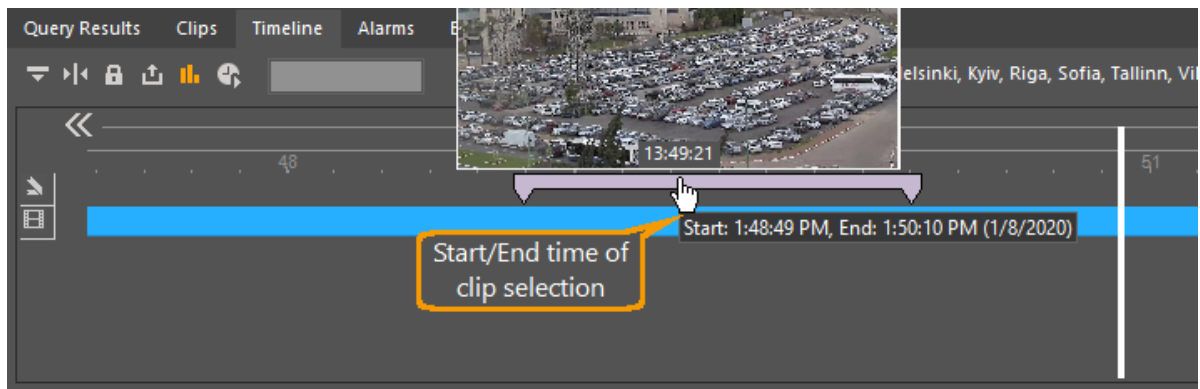 Query Results Clips Timeline Alarms
elsinki, Kyiv, Riga, Sofia, Tallinn, Vil
13:49:21
48 51
Start: 1:48:49 PM, End: 1:50:10 PM (1/8/2020)
Start/End time of
clip selection